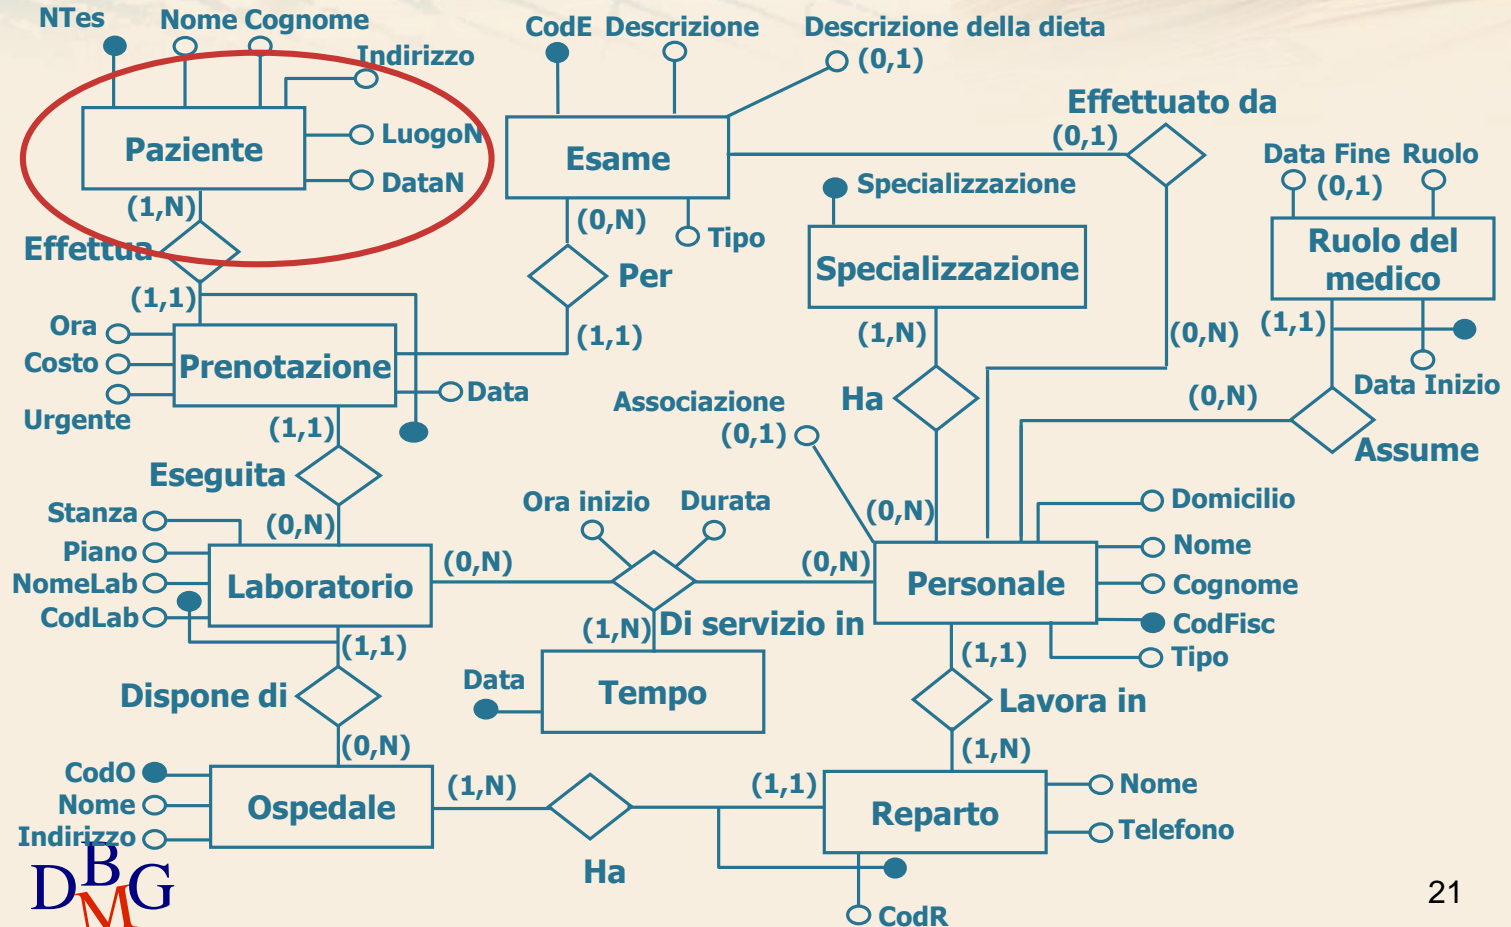 NTes
Nome Cognome
Indirizzo
Paziente
LuogoN
DataN
(1,N)
Effettua
(1,1)
CodE Descrizione
Descrizione della dieta
(0,1)
Esame
(0,N)
Tipo
Per
(1,1)
Effettuato da
(0,1)
(0,N)
Specializzazione
Specializzazione
(1,N)
Ha
(0,N)
Data Fine Ruolo
(0,1)
Ruolo del
medico
(1,1)
Data Inizio
(0,N)
Assume
Ora
Costo
Urgente
Prenotazione
Data
(1,1)
Eseguita
(0,N)
Stanza
Piano
NomeLab
CodLab
Laboratorio
(0,N)
Ora inizio
Durata
(0,N)
Di servizio in
(1,N)
Data
Tempo
Associazione
(0,1)
Personale
Domicilio
Nome
Cognome
CodFisc
Tipo
(1,1)
Lavora in
(1,N)
(1,1)
Dispone di
(0,N)
CodO
Nome
Indirizzo
Ospedale
(1,N)
Ha
(1,1)
Reparto
Nome
Telefono
CodR
DBMG
21